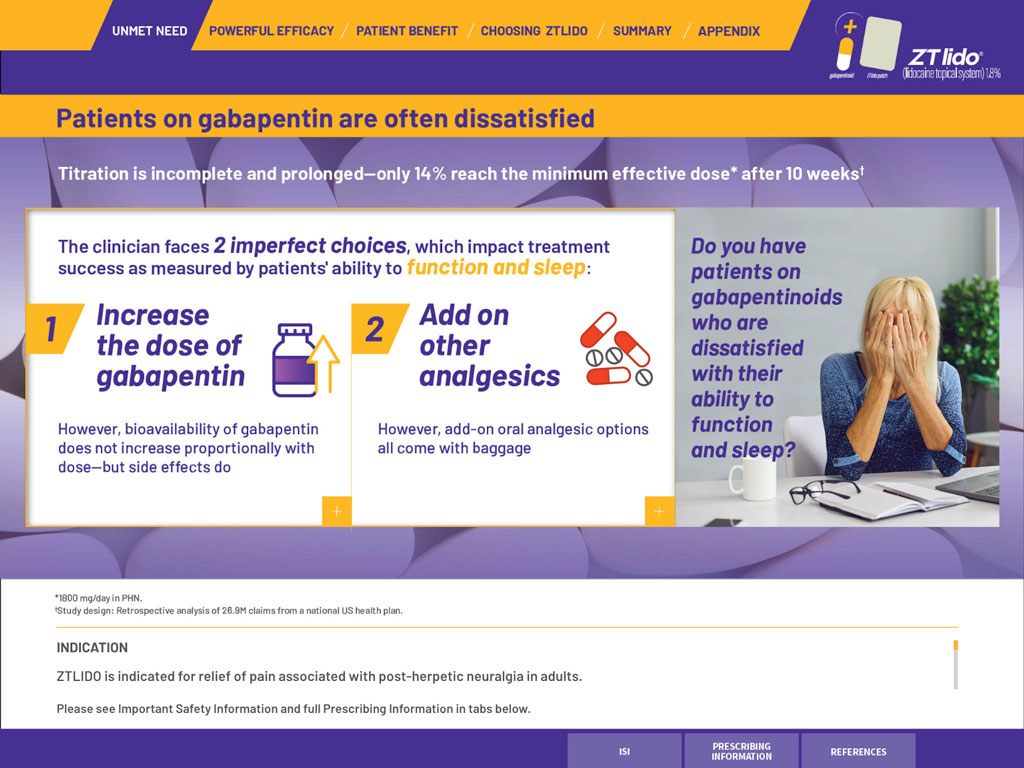 UNMET NEED / POWERFUL EFFICACY / PATIENT BENEFIT / CHOOSING ZTLIDO / SUMMARY / APPENDIX
gabapentinoid
ZTlido patch
ZTlido®
(lidocaine topical system) 1.8%
Patients on gabapentin are often dissatisfied
Titration is incomplete and prolonged—only 14% reach the minimum effective dose* after 10 weeks†
The clinician faces 2 imperfect choices, which impact treatment
success as measured by patients' ability to function and sleep:
1
Increase
the dose of
gabapentin
However, bioavailability of gabapentin
does not increase proportionally with
dose—but side effects do
+
2
Add on
other
analgesics
However, add-on oral analgesic options
all come with baggage
+
Do you have
patients on
gabapentinoids
who are
dissatisfied
with their
ability to
function
and sleep?
*1800 mg/day in PHN.
†Study design: Retrospective analysis of 26.9M claims from a national US health plan.
INDICATION
ZTLIDO is indicated for relief of pain associated with post-herpetic neuralgia in adults.
Please see Important Safety Information and full Prescribing Information in tabs below.
ISI
PRESCRIBING
INFORMATION
REFERENCES